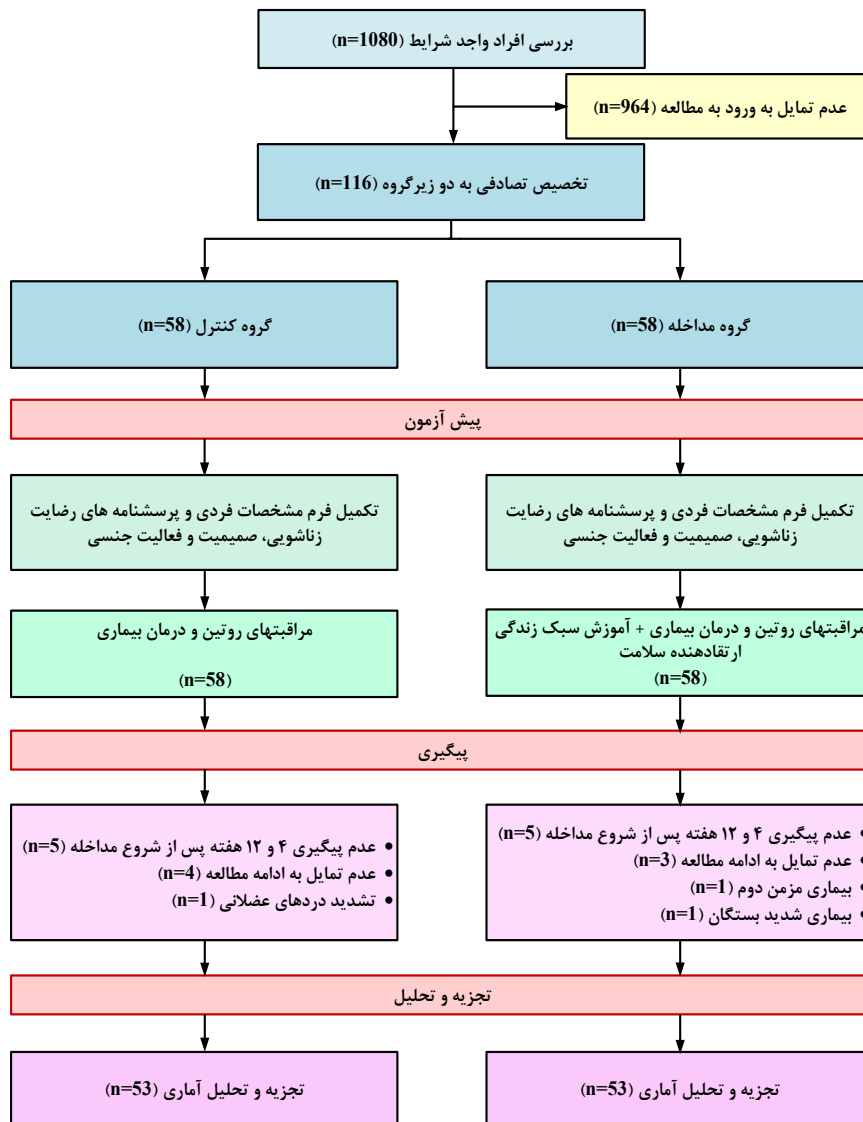 بررسی افراد واجد شرایط (n=1080)
عدم تمایل به ورود به مطالعه (n=964)
تخصیص تصادفی به دو زیرگروه (n=116)
گروه مداخله (n=58)
گروه کنترل (n=58)
پیش آزمون
تکمیل فرم مشخصات فردی و پرسشنامه های رضایت
زناشویی، صمیمیت و فعالیت جنسی
تکمیل فرم مشخصات فردی و پرسشنامه های رضایت
زناشویی، صمیمیت و فعالیت جنسی
مراقبتهای روتین و درمان بیماری + آموزش سبک زندگی
ارتقادهنده سلامت
(n=58)
مراقبتهای روتین و درمان بیماری
(n=58)
پیگیری
• عدم پیگیری ۴ و ۱۲ هفته پس از شروع مداخله (n=5)
• عدم تمایل به ادامه مطالعه (n=3)
• بیماری مزمن دوم (n=1)
• بیماری شدید بستگان (n=1)
• عدم پیگیری ۴ و ۱۲ هفته پس از شروع مداخله (n=5)
• عدم تمایل به ادامه مطالعه (n=4)
• تشدید دردهای عضلانی (n=1)
تجزیه و تحلیل
تجزیه و تحلیل آماری (n=53)
تجزیه و تحلیل آماری (n=53)